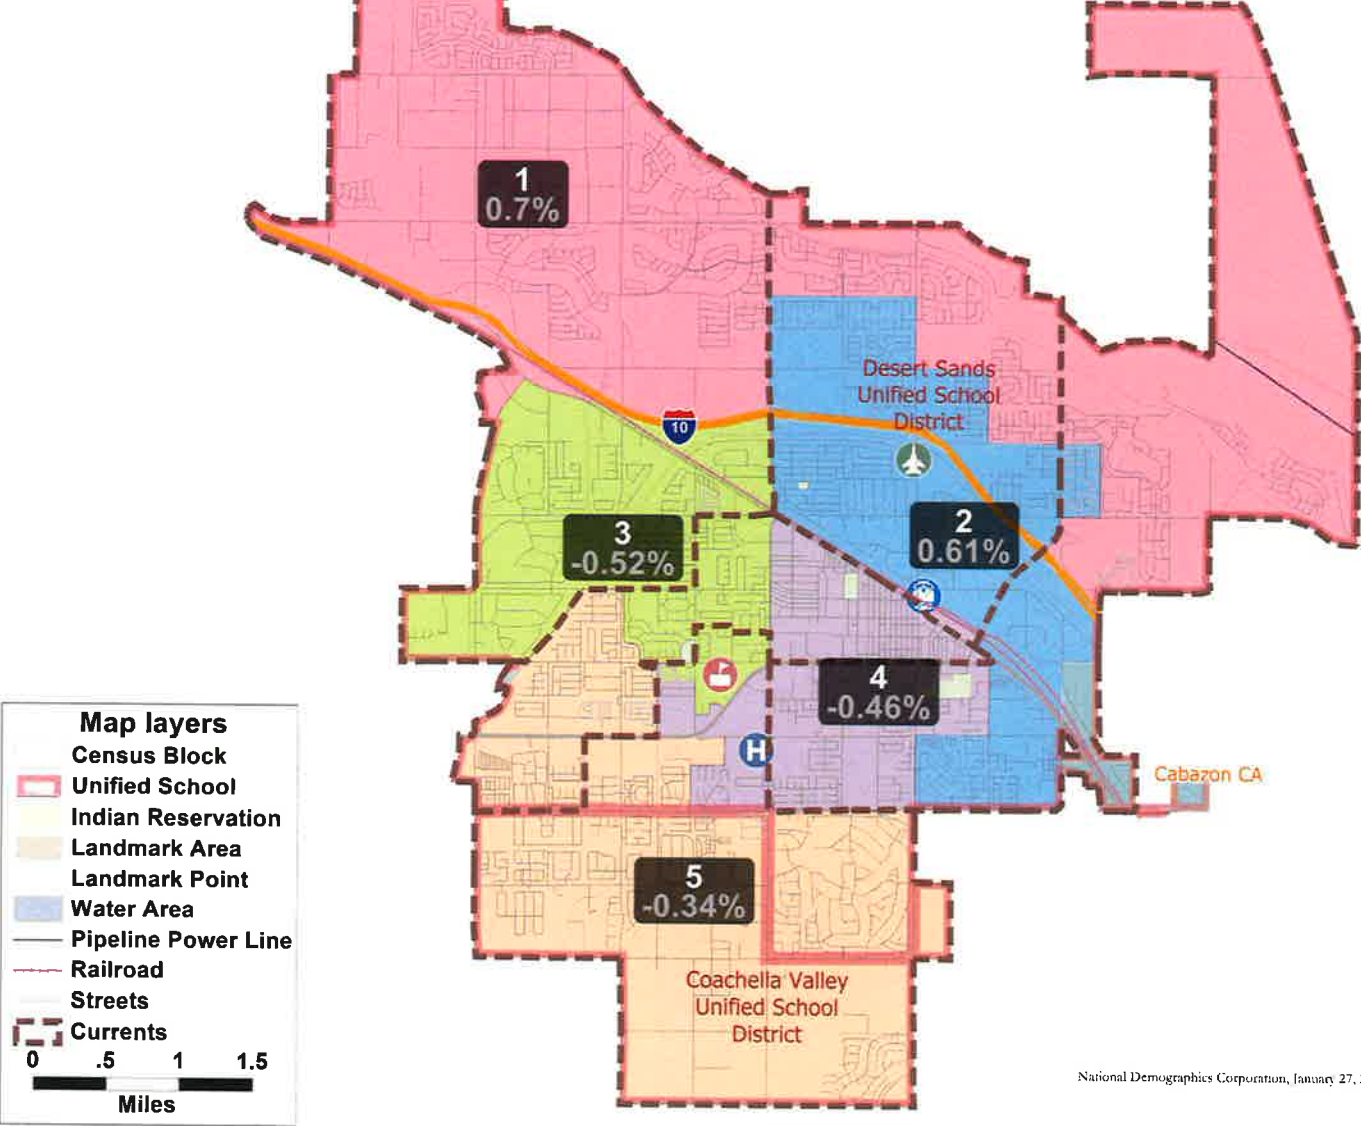 1
0.7%
Desert Sands
Unified School
District
10
3
-0.52%
2
0.61%
4
-0.46%
H
Cabazon CA
5
-0.34%
Coachella Valley
Unified School
District
Map layers
Census Block
Unified School
Indian Reservation
Landmark Area
Landmark Point
Water Area
Pipeline Power Line
Railroad
Streets
Currents
0 .5 1 1.5
Miles
National Demographics Corporation, January 27,